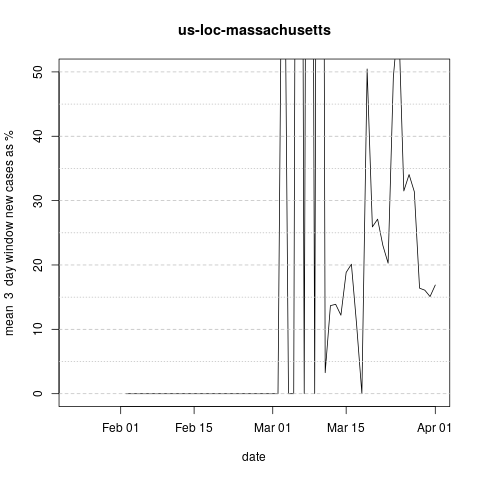 us-loc-massachusetts
mean  3  day window new cases as %
50
40
30
20
10
0
Feb 01 Feb 15 Mar 01 Mar 15 Apr 01
date